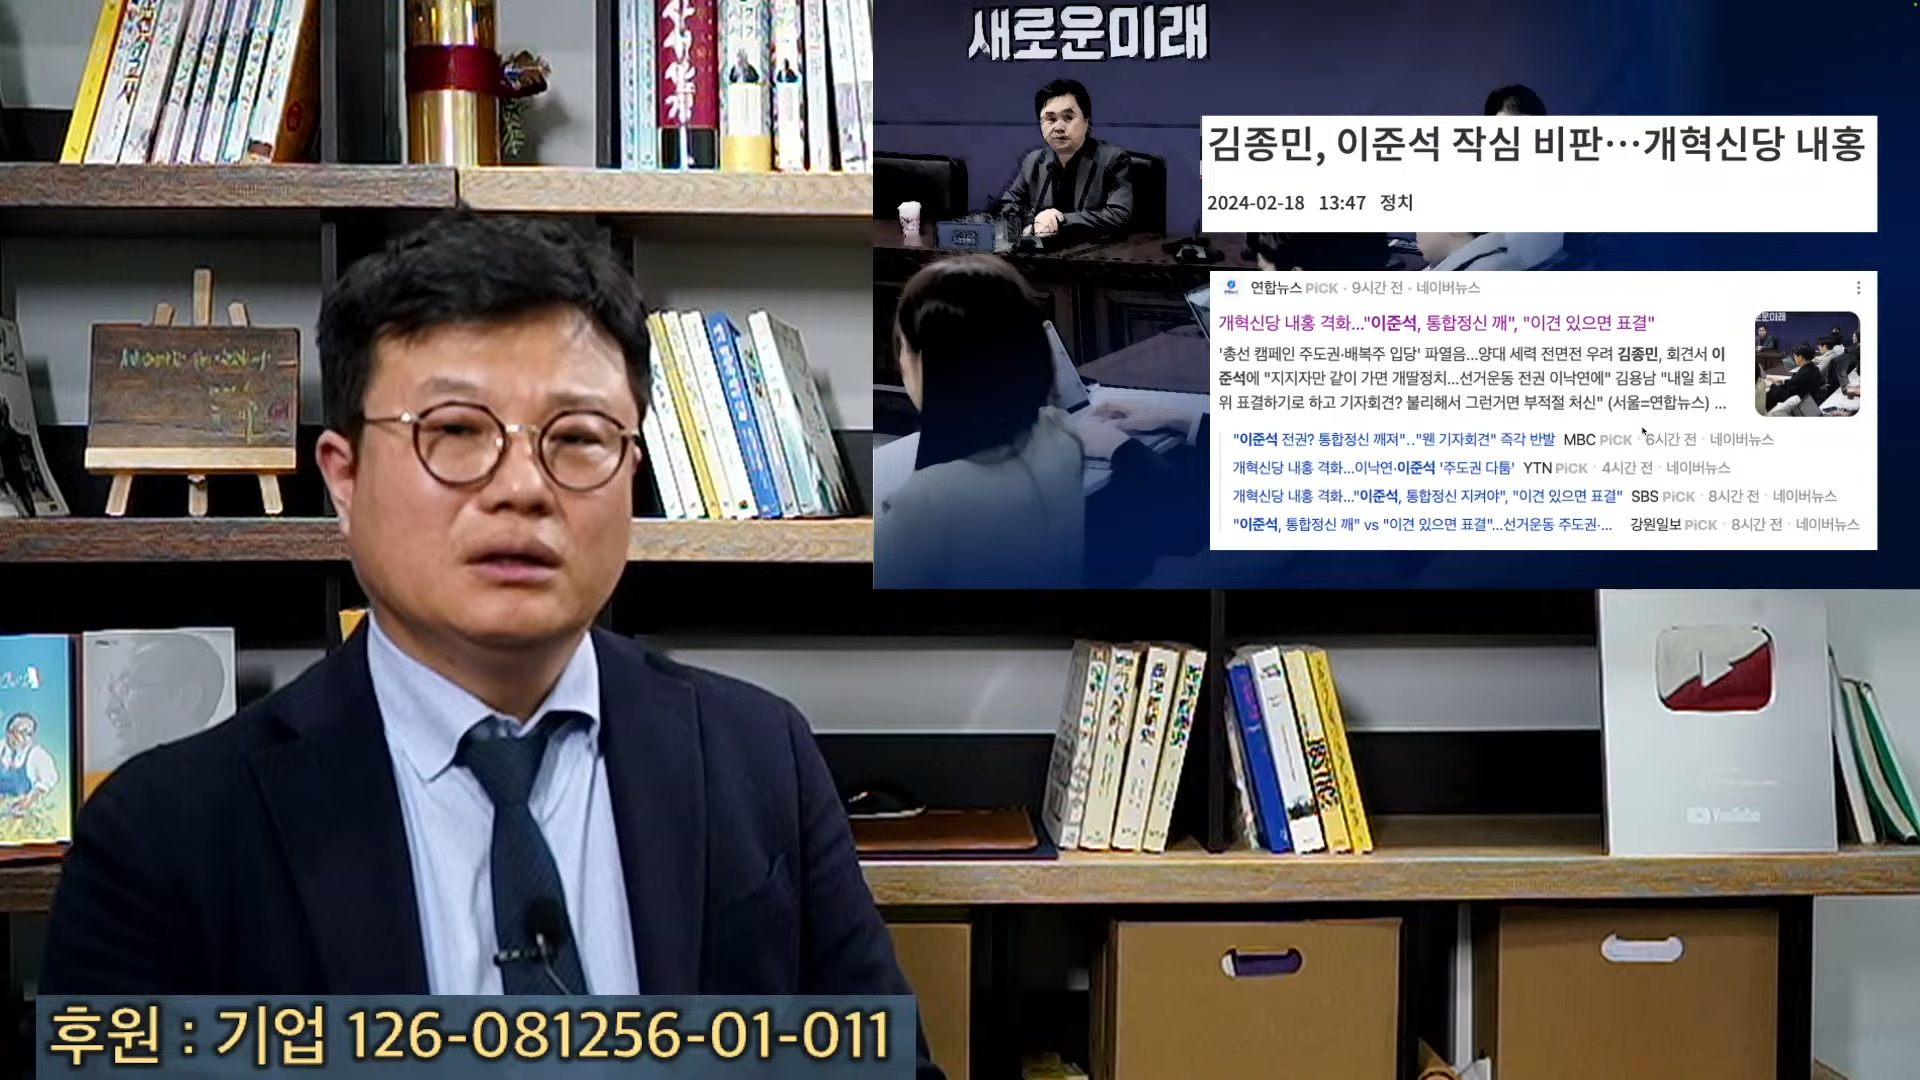 새로운미래
김종민, 이준석 작심 비판…개혁신당 내홍
2024-02-18 13:47 정치
연합뉴스 PiCK · 9시간 전 · 네이버뉴스
개혁신당 내홍 격화..."이준석, 통합정신 깨", "이견 있으면 표결"
'총선 캠페인 주도권·배복주 입당' 파열음...양대 세력 전면전 우려 김종민, 회견서 이
준석에 "지지자만 같이 가면 개딸정치...선거운동 전권 이낙연에" 김용남 "내일 최고
위 표결하기로 하고 기자회견? 불리해서 그런거면 부적절 처신" (서울=연합뉴스) ...
"이준석 전권? 통합정신 깨져".."웬 기자회견" 즉각 반발 MBC PiCK · 6시간 전 · 네이버뉴스
개혁신당 내홍 격화...이낙연·이준석 '주도권 다툼' YTN PiCK · 4시간 전 · 네이버뉴스
개혁신당 내홍 격화..."이준석, 통합정신 지켜야", "이견 있으면 표결" SBS PiCK · 8시간 전 · 네이버뉴스
"이준석, 통합정신 깨" vs "이견 있으면 표결"...선거운동 주도권·... 강원일보 PiCK · 8시간 전 · 네이버뉴스
YouTube
후원 : 기업 126-081256-01-011